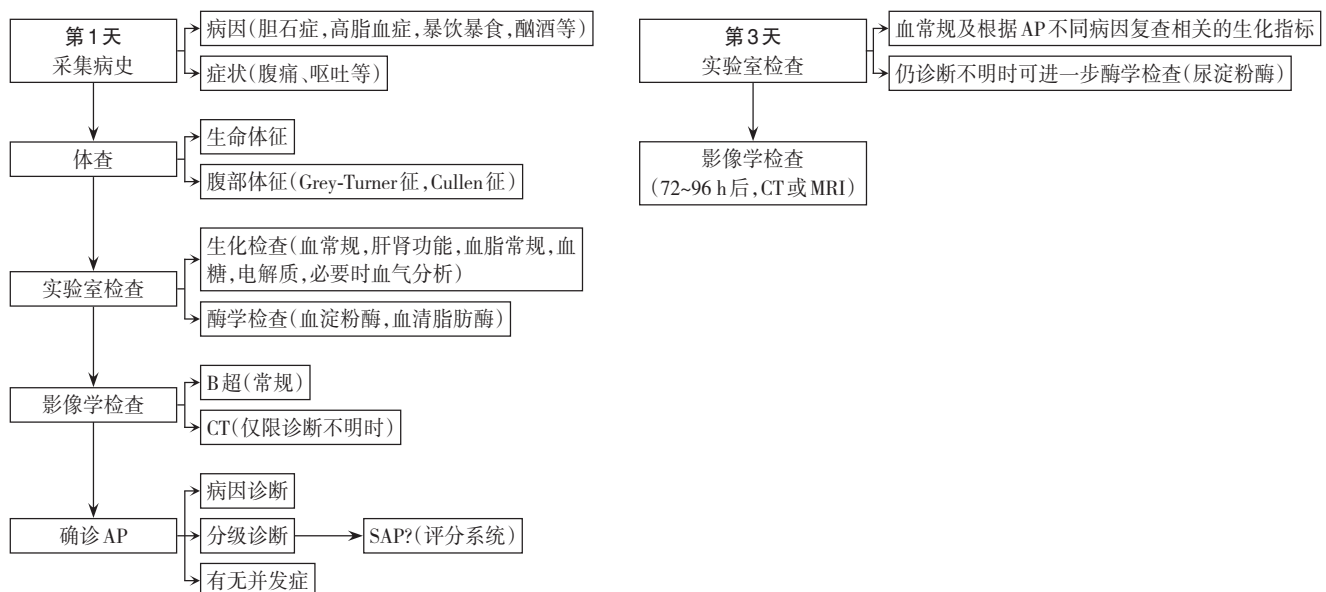 第1天
采集病史
病因(胆石症,高脂血症,暴饮暴食,酗酒等)
症状(腹痛、呕吐等)
体查
生命体征
腹部体征(Grey-Turner征,Cullen征)
实验室检查
生化检查(血常规,肝肾功能,血脂常规,血
糖,电解质,必要时血气分析)
酶学检查(血淀粉酶,血清脂肪酶)
影像学检查
B超(常规)
CT(仅限诊断不明时)
确诊AP
病因诊断
分级诊断
SAP?(评分系统)
有无并发症
第3天
实验室检查
血常规及根据AP不同病因复查相关的生化指标
仍诊断不明时可进一步酶学检查(尿淀粉酶)
影像学检查
(72~96 h后,CT或MRI)